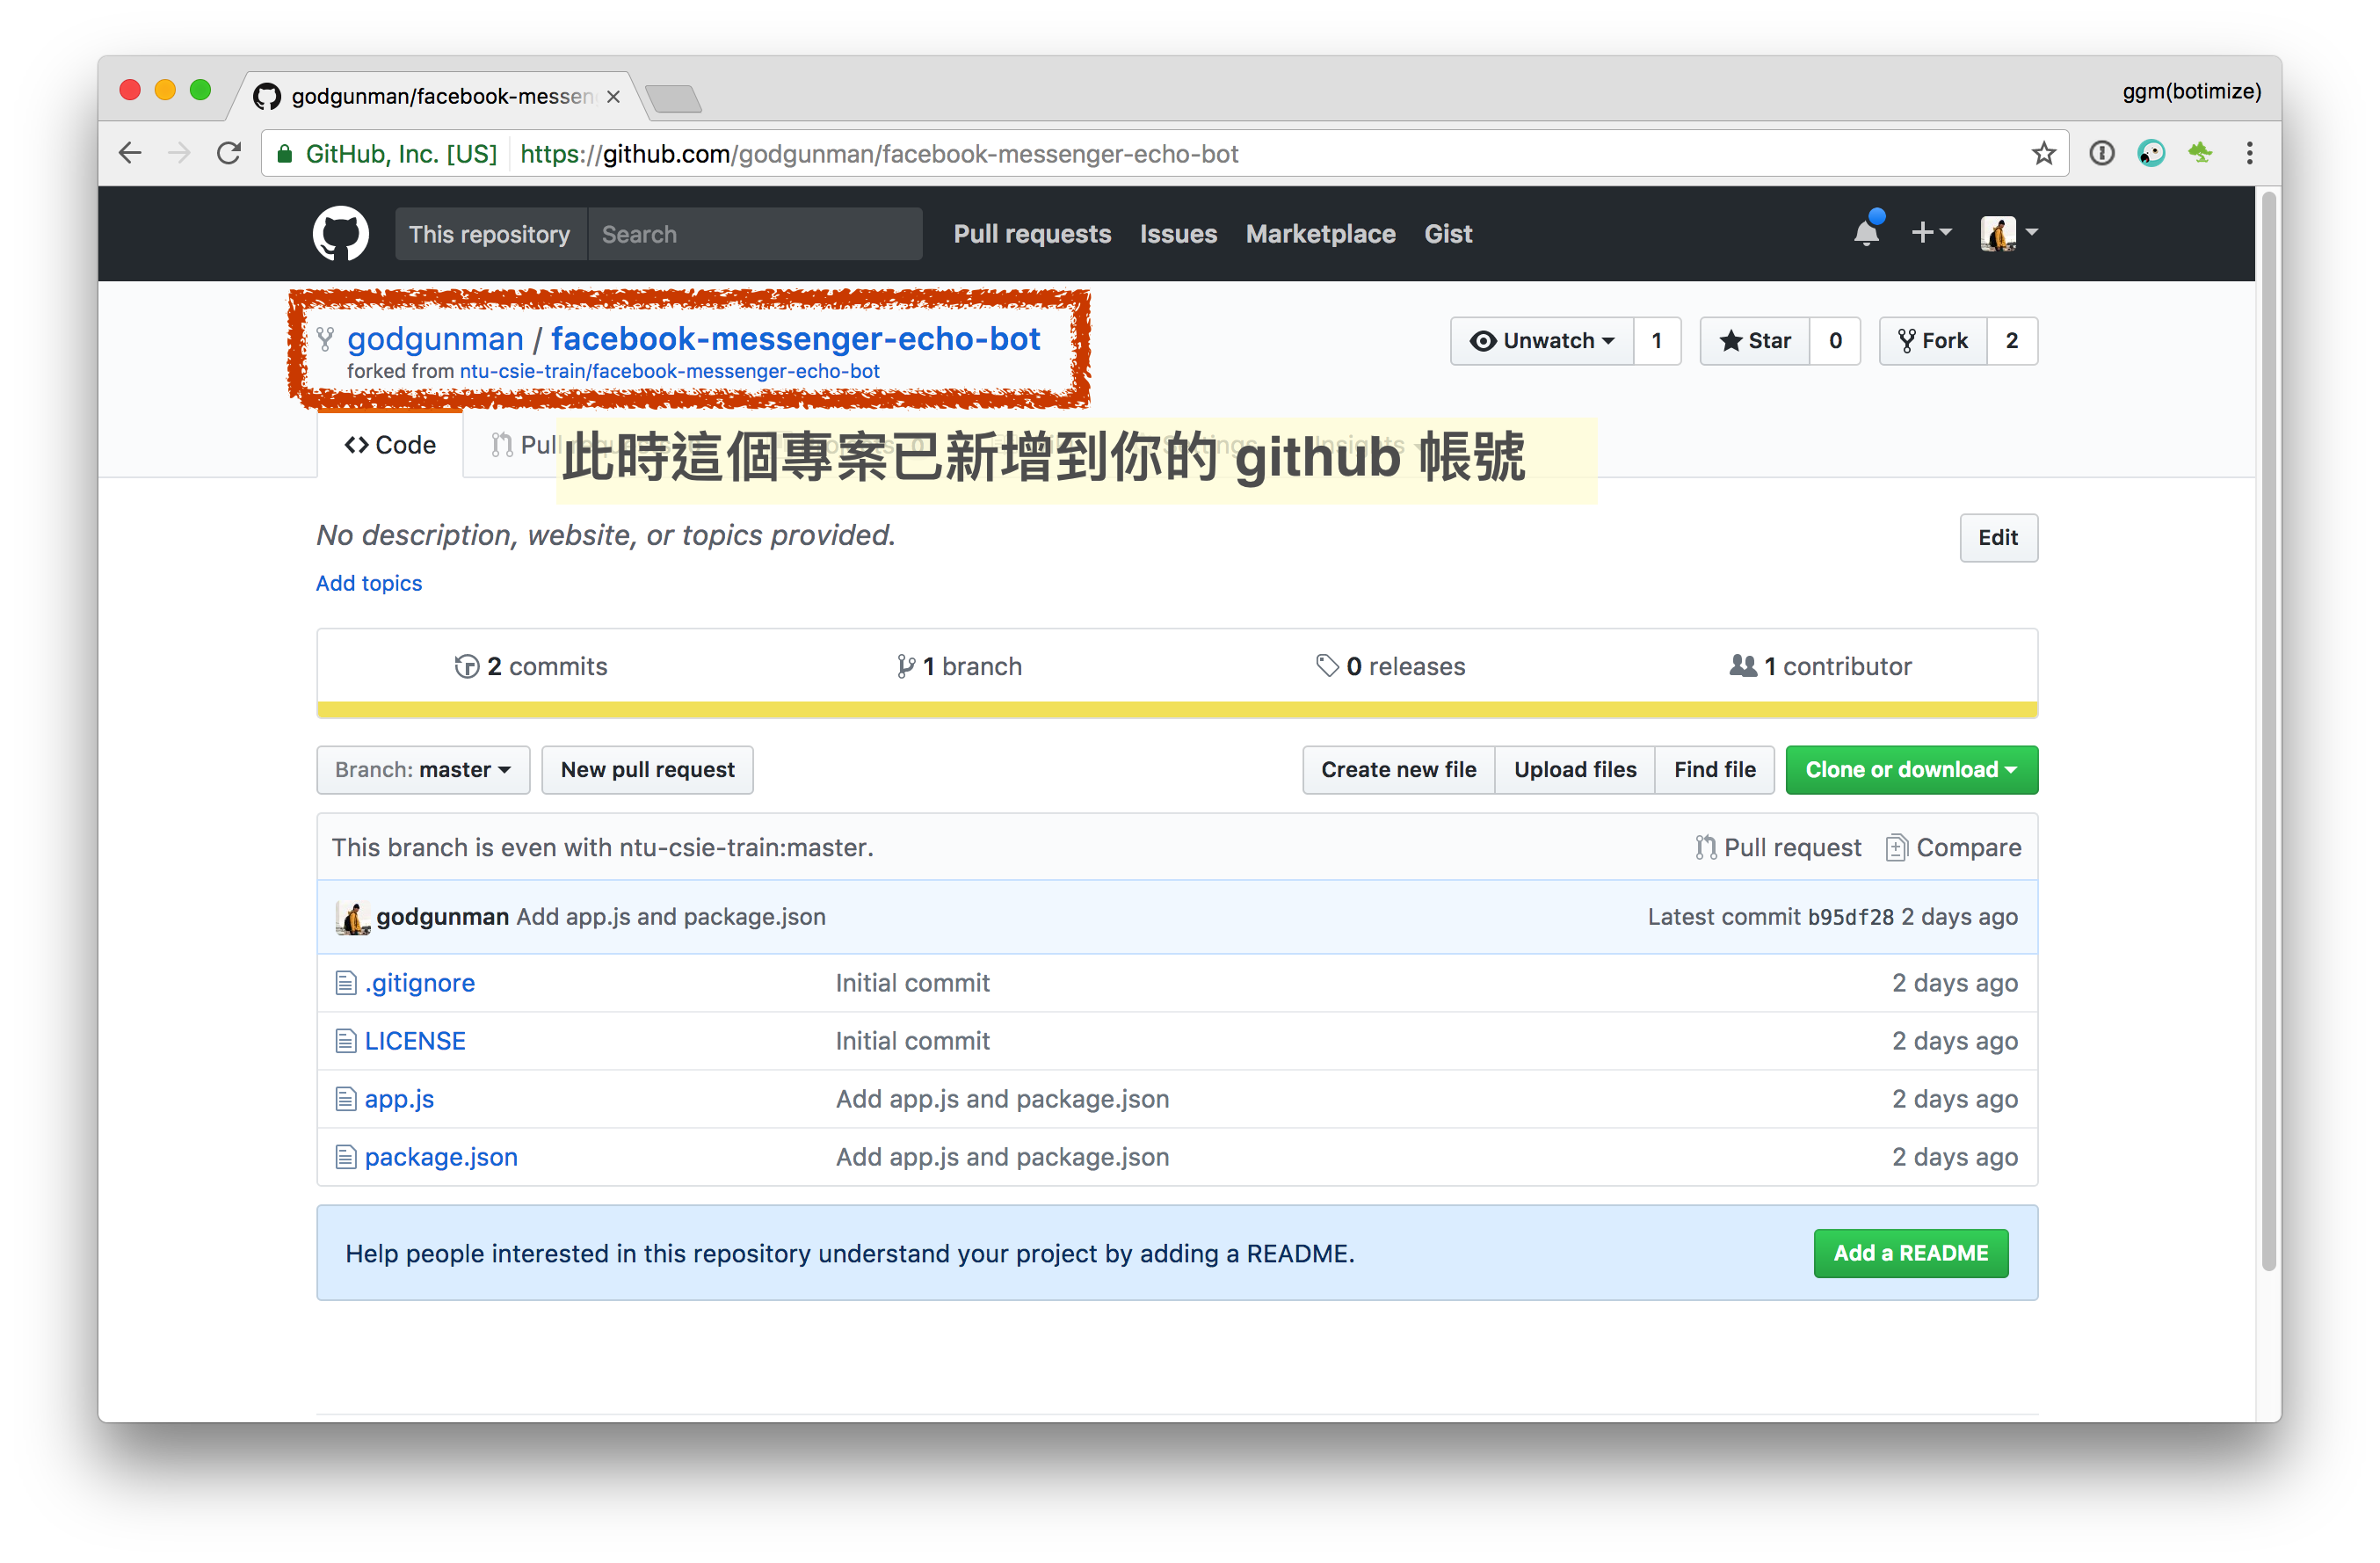 godgunman/facebook-messen
ggm(botimize)
GitHub, Inc. [US] https://github.com/godgunman/facebook-messenger-echo-bot
This repository Search Pull requests Issues Marketplace Gist
godgunman / facebook-messenger-echo-bot
forked from ntu-csie-train/facebook-messenger-echo-bot
Unwatch 1 Star 0 Fork 2
Code Pull requests 0 Projects 0 Settings Insights
此時這個專案已新增到你的 github 帳號
No description, website, or topics provided.
Edit
Add topics
2 commits 1 branch 0 releases 1 contributor
Branch: master New pull request Create new file Upload files Find file Clone or download
This branch is even with ntu-csie-train:master. Pull request Compare
godgunman Add app.js and package.json Latest commit b95df28 2 days ago
.gitignore Initial commit 2 days ago
LICENSE Initial commit 2 days ago
app.js Add app.js and package.json 2 days ago
package.json Add app.js and package.json 2 days ago
Help people interested in this repository understand your project by adding a README. Add a README